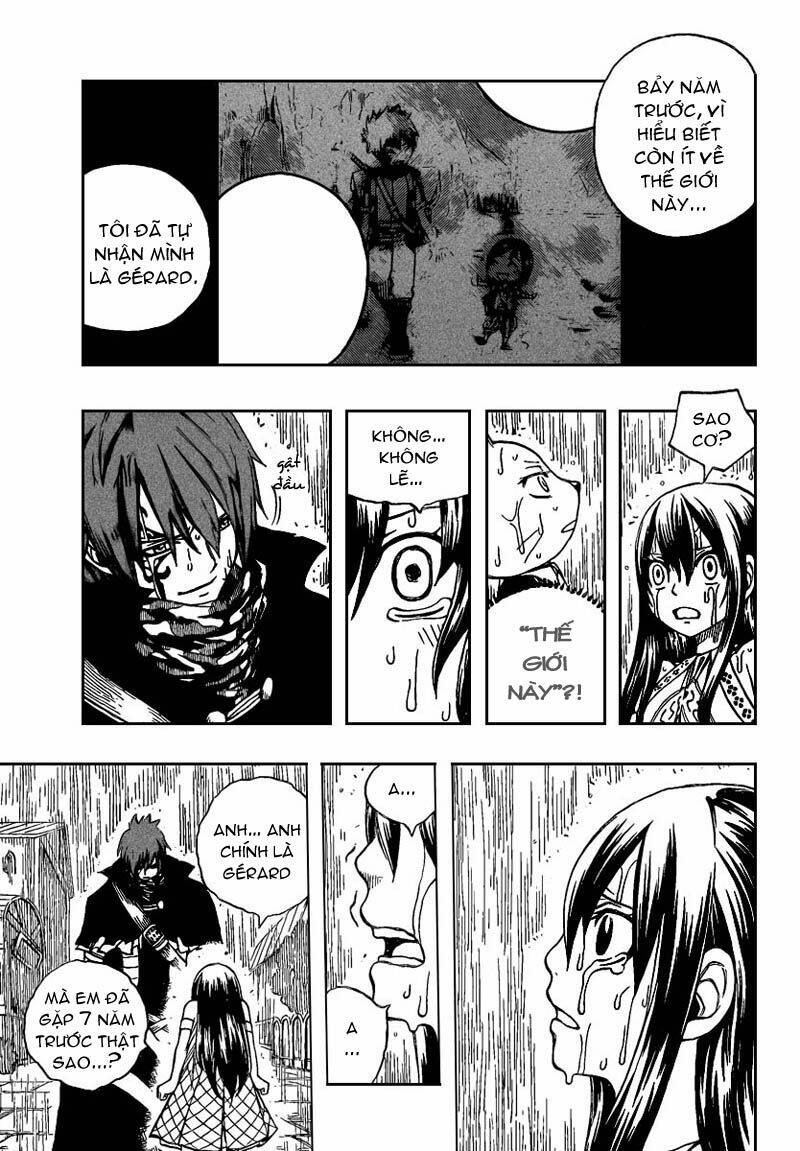 BẢY NĂM
TRƯỚC, VÌ
HIỂU BIẾT
CÒN ÍT VỀ
THẾ GIỚI
NÀY...
TÔI ĐÃ TỰ
NHẬN MÌNH
LÀ GÉRARD.
SAO
CƠ?
“THẾ
GIỚI
NÀY”?!
KHÔNG...
KHÔNG
LẼ...
gật
đầu
A...
A
...
ANH... ANH
CHÍNH LÀ
GÉRARD
MÀ EM ĐÃ
GẶP 7 NĂM
TRƯỚC THẬT
SAO...?